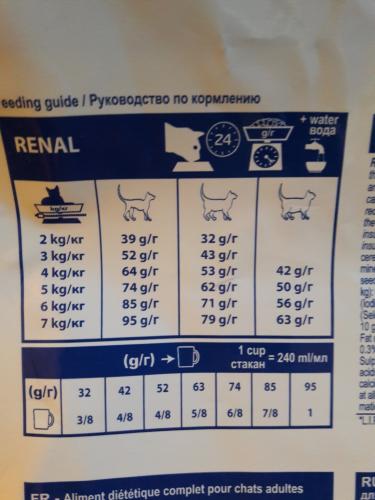 eeding guide / Руководство по кормлению
RENAL
24
g/r
+ water
вода
kg/кг
2 kg/кг 39 g/г 32 g/г
3 kg/кг 52 g/г 43 g/г
4 kg/кг 64 g/г 53 g/г 42 g/г
5 kg/кг 74 g/г 62 g/г 50 g/г
6 kg/кг 85 g/г 71 g/г 56 g/г
7 kg/кг 95 g/г 79 g/г 63 g/г
(g/г) → 1 cup
стакан = 240 ml/мл
(g/г) 32 42 52 63 74 85 95
3/8 4/8 4/8 5/8 6/8 7/8 1
FR - Aliment diététique complet pour chats adultes